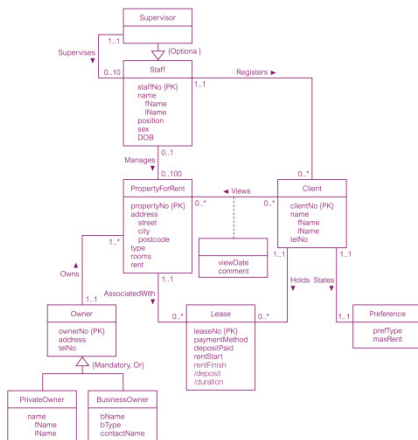 Supervisor
Supervises
1..1
{Optiona }
0..10
Staff
1..1
Registers ►
staffNo {PK}
name
fName
lName
position
sex
DOB
0..1
Manages
0..100
PropertyForRent
0..*
◄ Views
0..*
0..*
Client
propertyNo {PK}
address
street
city
postcode
type
rooms
rent
clientNo {PK}
name
fName
lName
telNo
viewDate
comment
1..*
Owns
1..1
1..1
AssociatedWith
0..*
1..1
Holds
1..1
States
0..*
1..1
Owner
ownerNo {PK}
address
telNo
Lease
leaseNo {PK}
paymentMethod
depositPaid
rentStart
rentFinish
/deposit
/duration
Preference
prefType
maxRent
{Mandatory, Or}
PrivateOwner
name
fName
lName
BusinessOwner
bName
bType
contactName